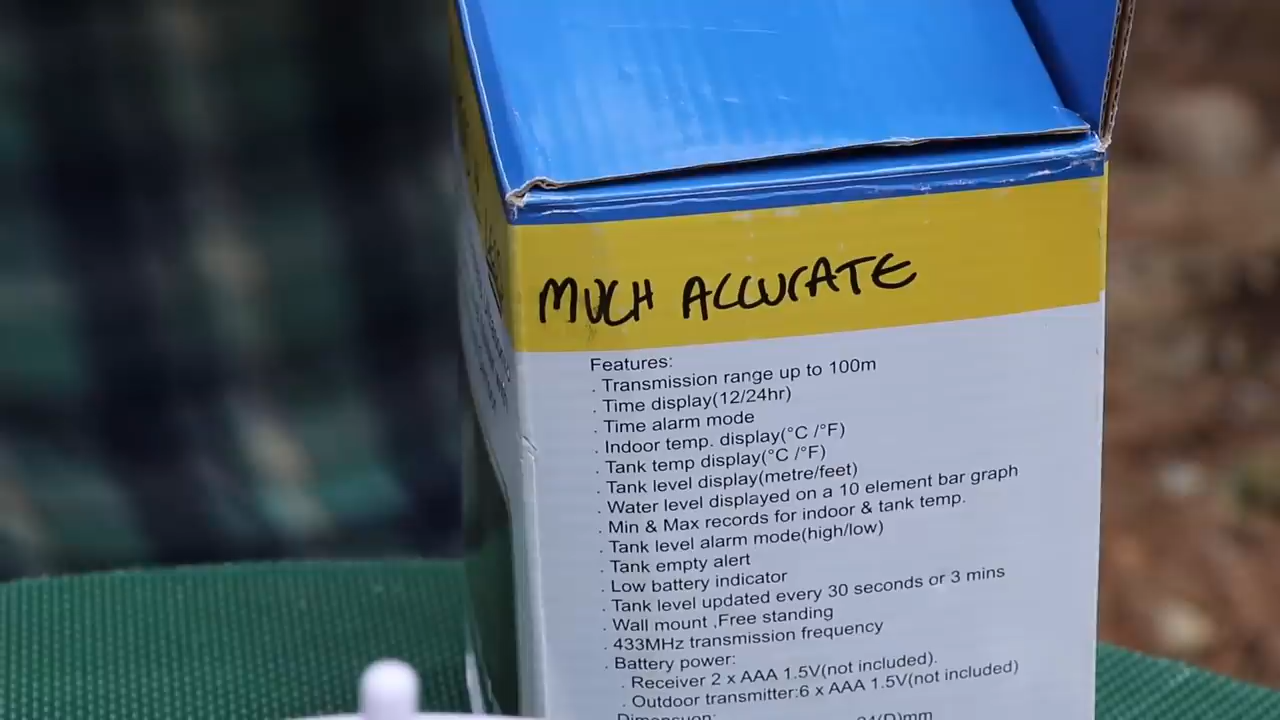 MUCH ACCURATE
Features:
. Transmission range up to 100m
. Time display(12/24hr)
. Time alarm mode
. Indoor temp. display(°C /°F)
. Tank temp display(°C /°F)
. Tank level display(metre/feet)
. Water level displayed on a 10 element bar graph
. Min & Max records for indoor & tank temp.
. Tank level alarm mode(high/low)
. Tank empty alert
. Low battery indicator
. Tank level updated every 30 seconds or 3 mins
. Wall mount ,Free standing
. 433MHz transmission frequency
. Battery power:
. Receiver 2 x AAA 1.5V(not included).
. Outdoor transmitter:6 x AAA 1.5V(not included)
Dimension: